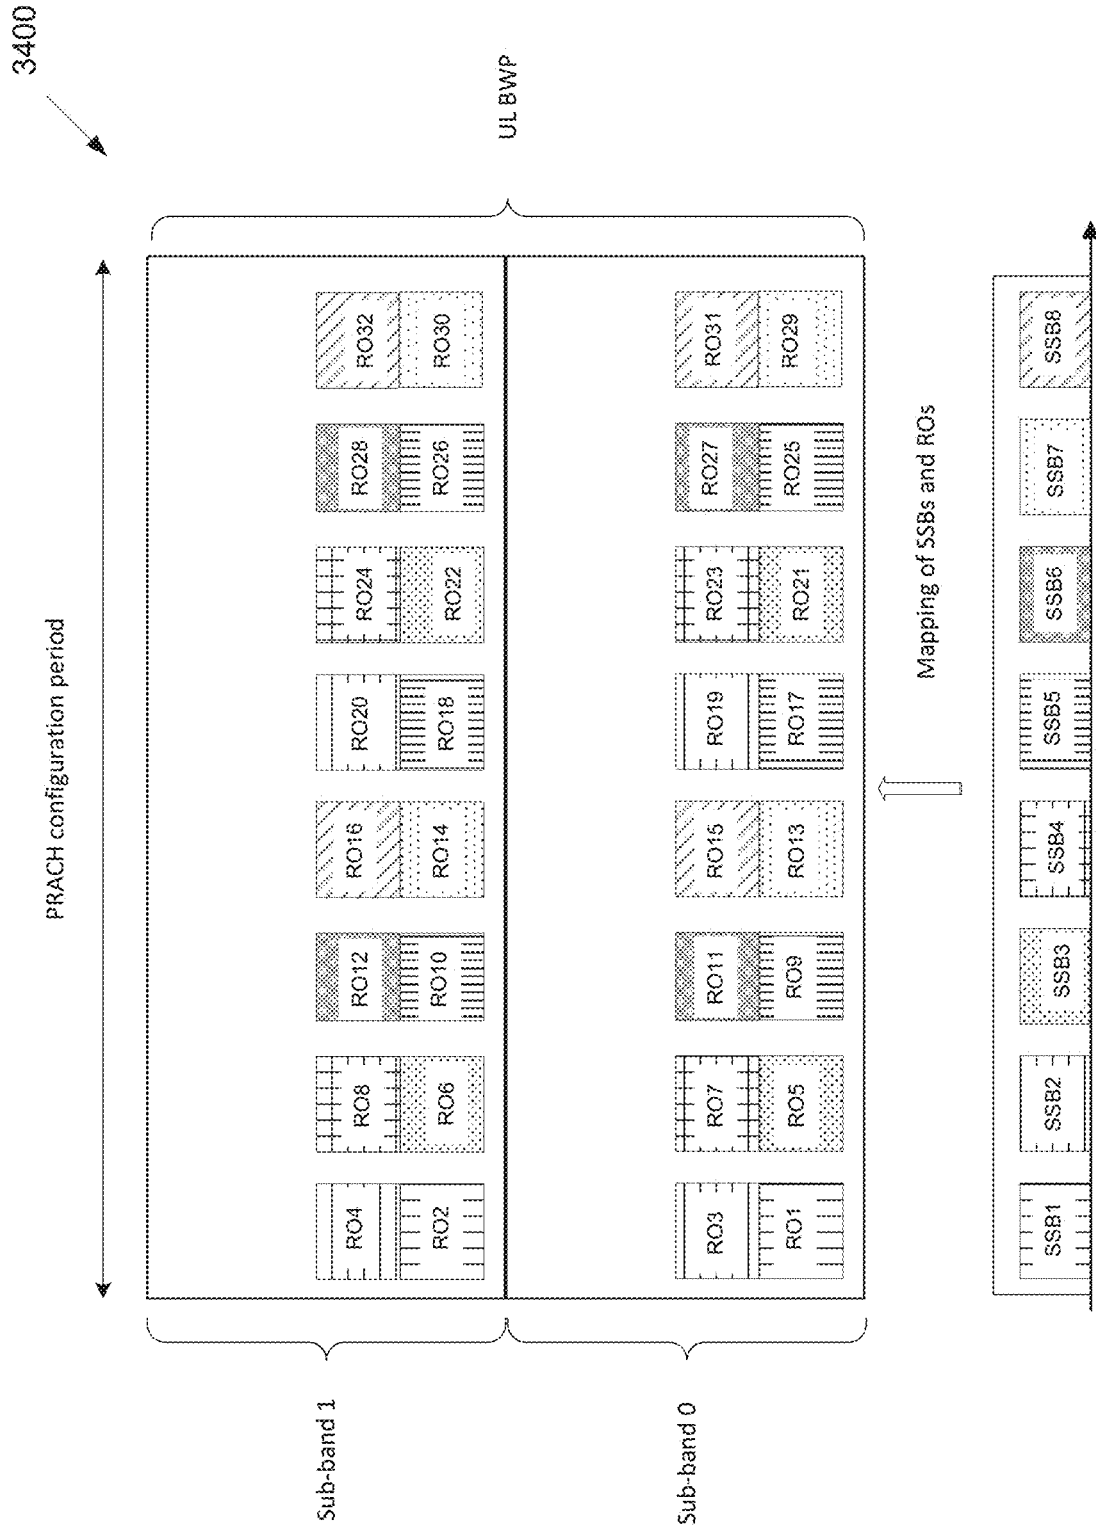 3400
PRACH configuration period
UL BWP
Sub-band 1
RO4 RO8 RO12 RO16 RO20 RO24 RO28 RO32
RO2 RO6 RO10 RO14 RO18 RO22 RO26 RO30
Sub-band 0
RO3 RO7 RO11 RO15 RO19 RO23 RO27 RO31
RO1 RO5 RO9 RO13 RO17 RO21 RO25 RO29
Mapping of SSBs and ROs
SSB1 SSB2 SSB3 SSB4 SSB5 SSB6 SSB7 SSB8